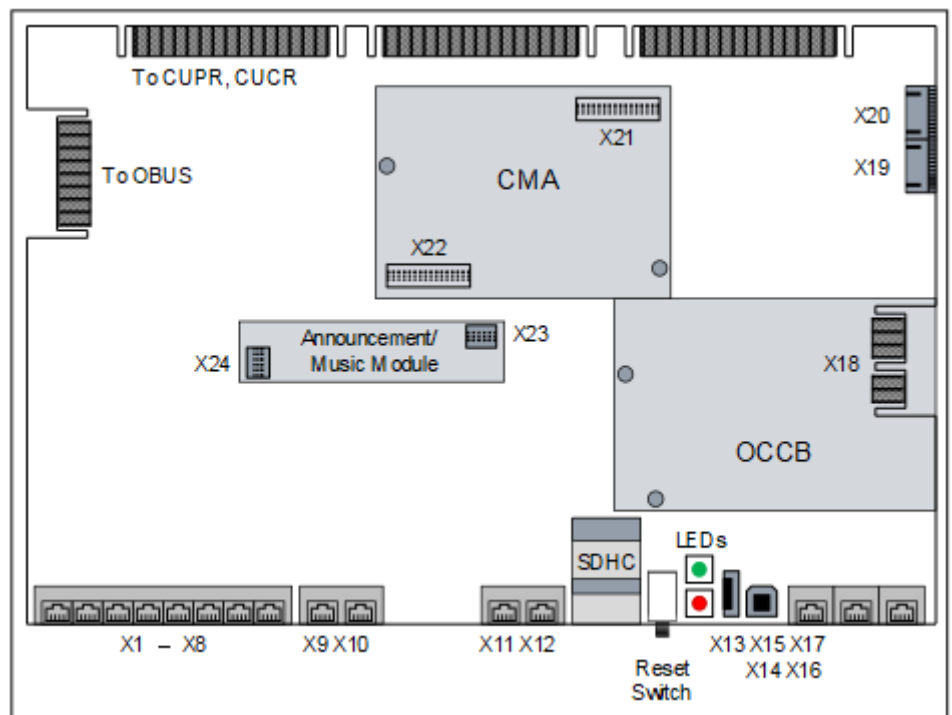 To CUPR, CUCR
X21
X20
X19
To OBUS
CMA
X22
Announcement/
Music Module
X23
X24
X18
OCCB
LEDs
SDHC
X1 – X8
X9 X10
X11 X12
X13 X15 X17
X14 X16
Reset
Switch